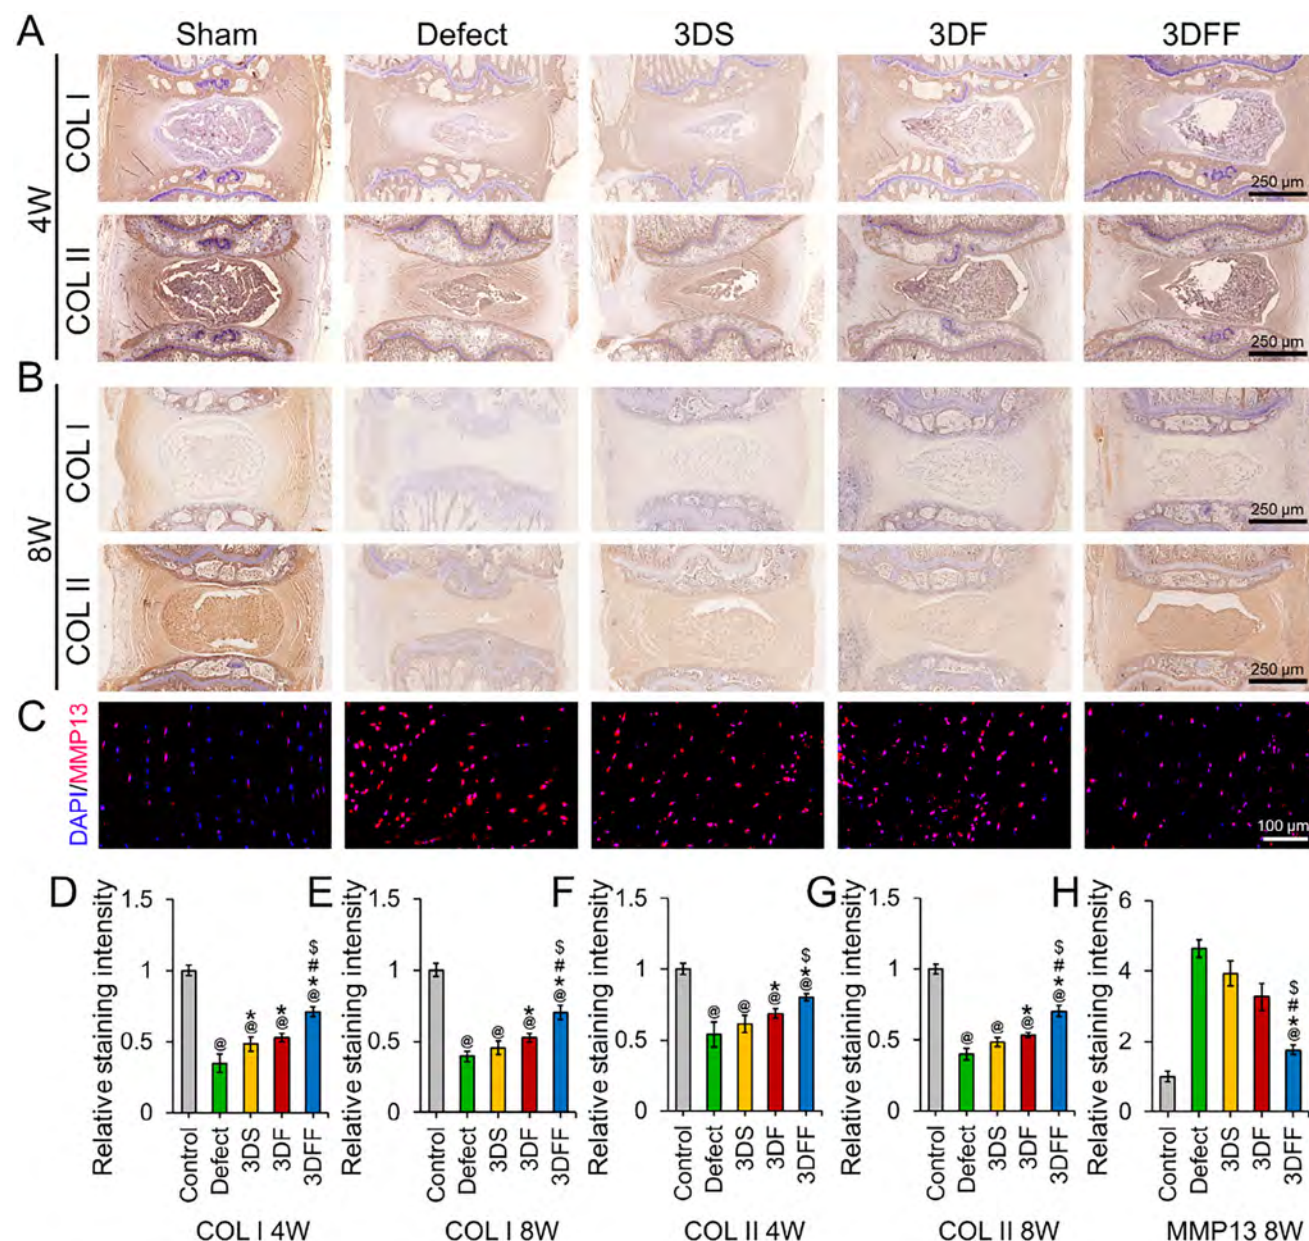 A
Sham
Defect
3DS
3DF
3DFF
4W
COL I
250 µm
COL II
250 µm
B
8W
COL I
250 µm
COL II
250 µm
C
DAPI/MMP13
100 µm
D
Relative staining intensity
1.5
1
0.5
0
@
*
@
*
@
$
#
*
@
Control
Defect
3DS
3DF
3DFF
COL I 4W
E
Relative staining intensity
1.5
1
0.5
0
@
@
*
@
$
#
*
@
Control
Defect
3DS
3DF
3DFF
COL I 8W
F
Relative staining intensity
1.5
1
0.5
0
@
@
*
@
$
#
*
@
Control
Defect
3DS
3DF
3DFF
COL II 4W
G
Relative staining intensity
1.5
1
0.5
0
@
@
*
@
$
#
*
@
Control
Defect
3DS
3DF
3DFF
COL II 8W
H
Relative staining intensity
6
4
2
0
$
#
*
@
Control
Defect
3DS
3DF
3DFF
MMP13 8W